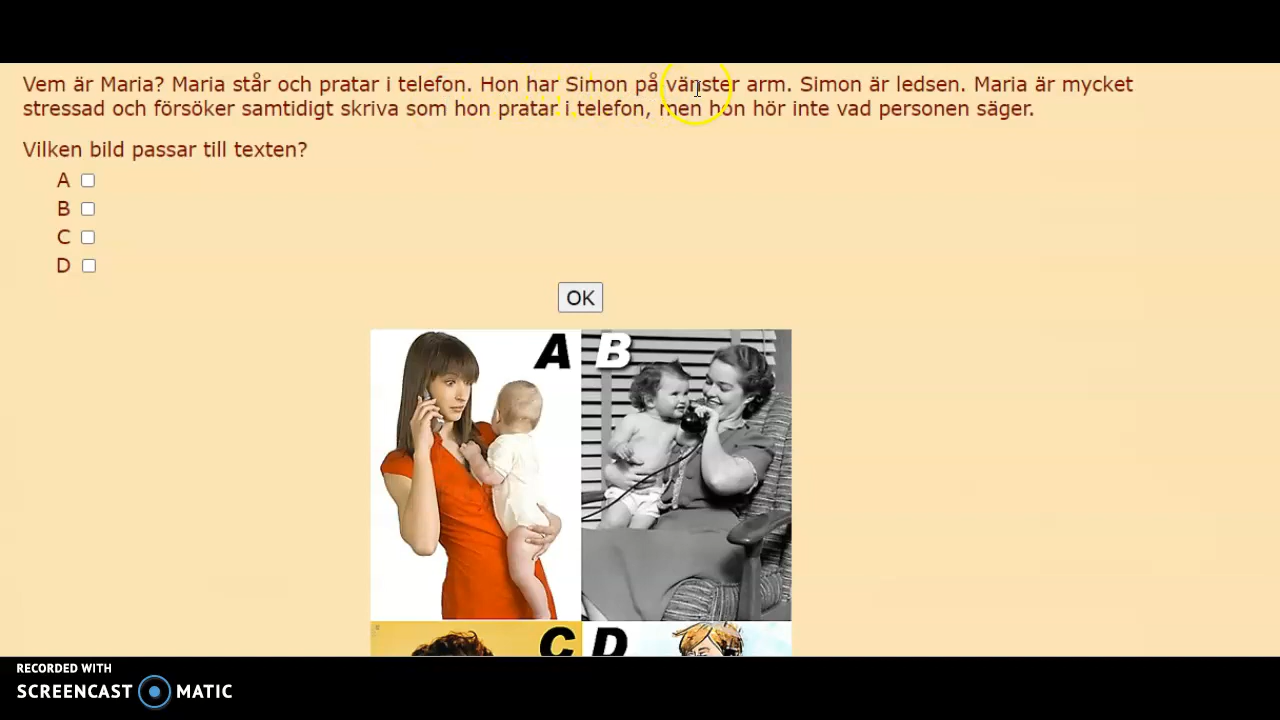 Vem är Maria? Maria står och pratar i telefon. Hon har Simon på vänster arm. Simon är ledsen. Maria är mycket
stressad och försöker samtidigt skriva som hon pratar i telefon, men hon hör inte vad personen säger.
Vilken bild passar till texten?
A
B
C
D
OK
A B
C D
RECORDED WITH
SCREENCAST MATIC